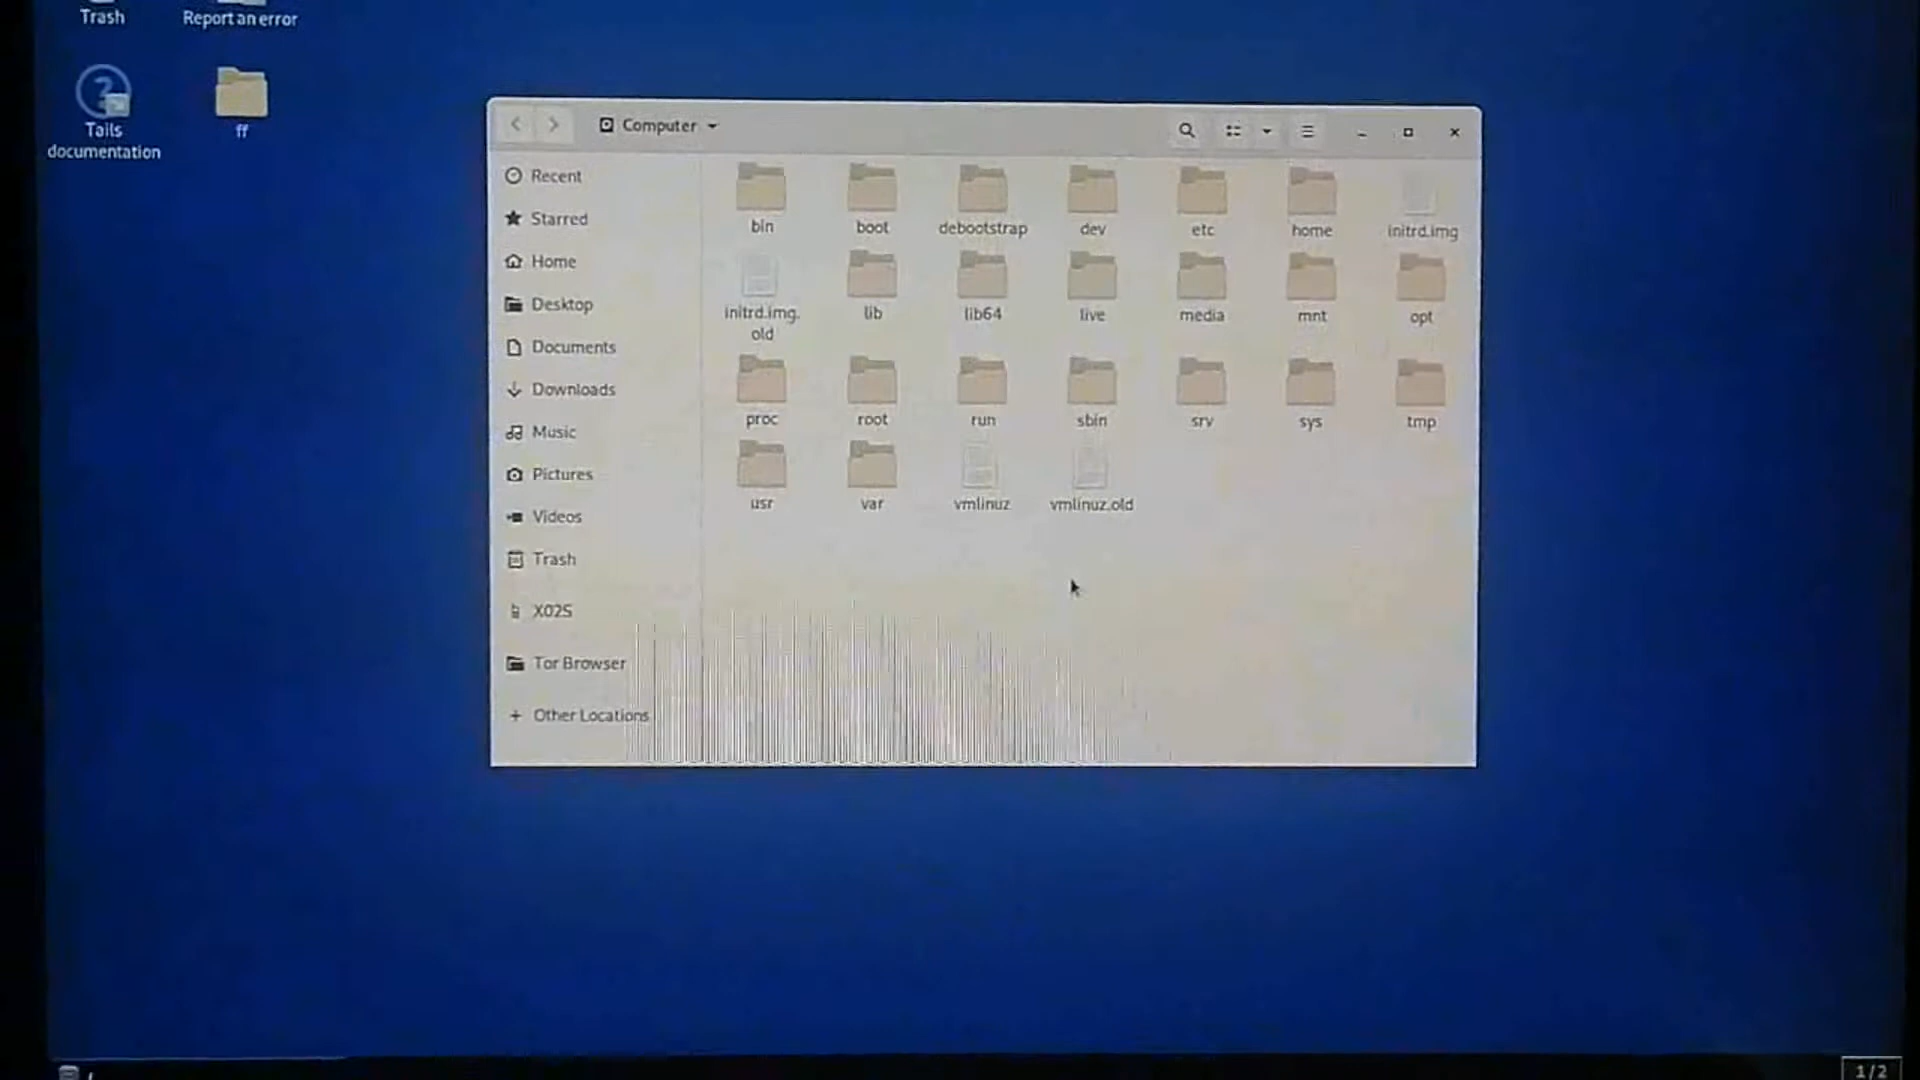 Trash
Report an error
Tails
documentation
ff
Computer
Recent
Starred
Home
Desktop
Documents
Downloads
Music
Pictures
Videos
Trash
X02S
Tor Browser
Other Locations
bin
boot
debootstrap
dev
etc
home
initrd.img
initrd.img.
old
lib
lib64
live
media
mnt
opt
proc
root
run
sbin
srv
sys
tmp
usr
var
vmlinuz
vmlinuz.old
/
1/2